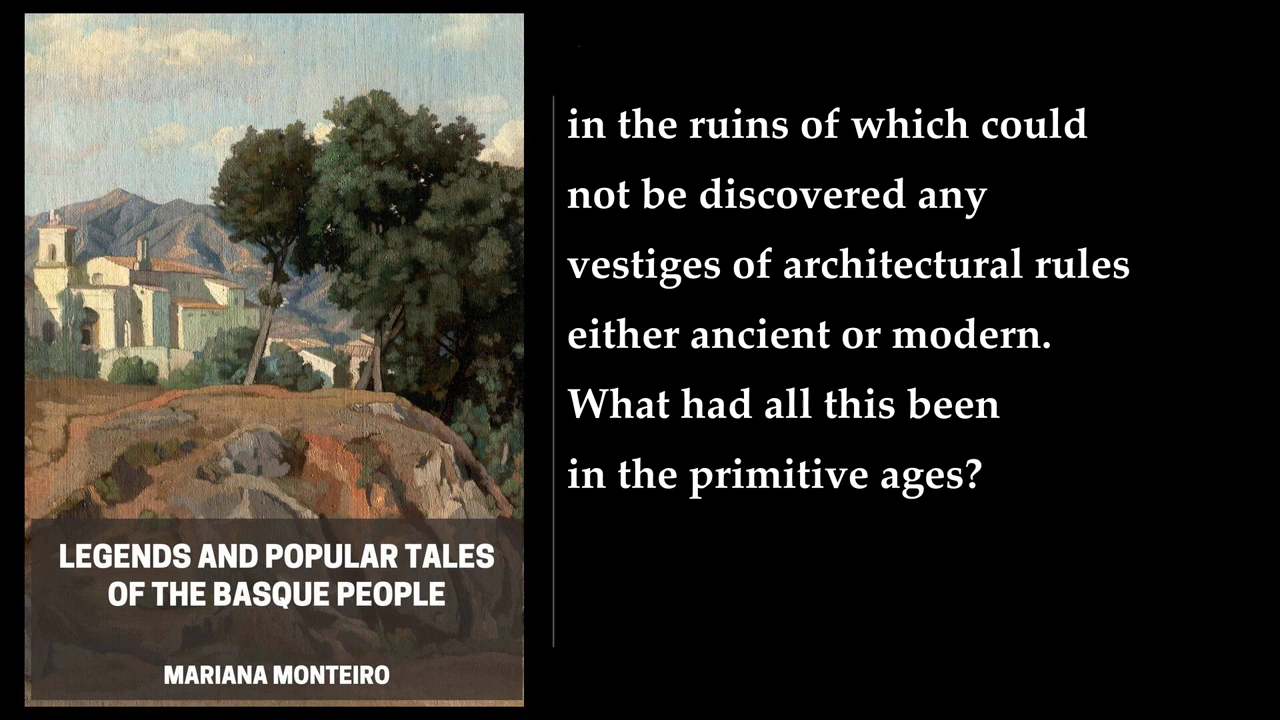 LEGENDS AND POPULAR TALES
OF THE BASQUE PEOPLE
MARIANA MONTEIRO
in the ruins of which could
not be discovered any
vestiges of architectural rules
either ancient or modern.
What had all this been
in the primitive ages?